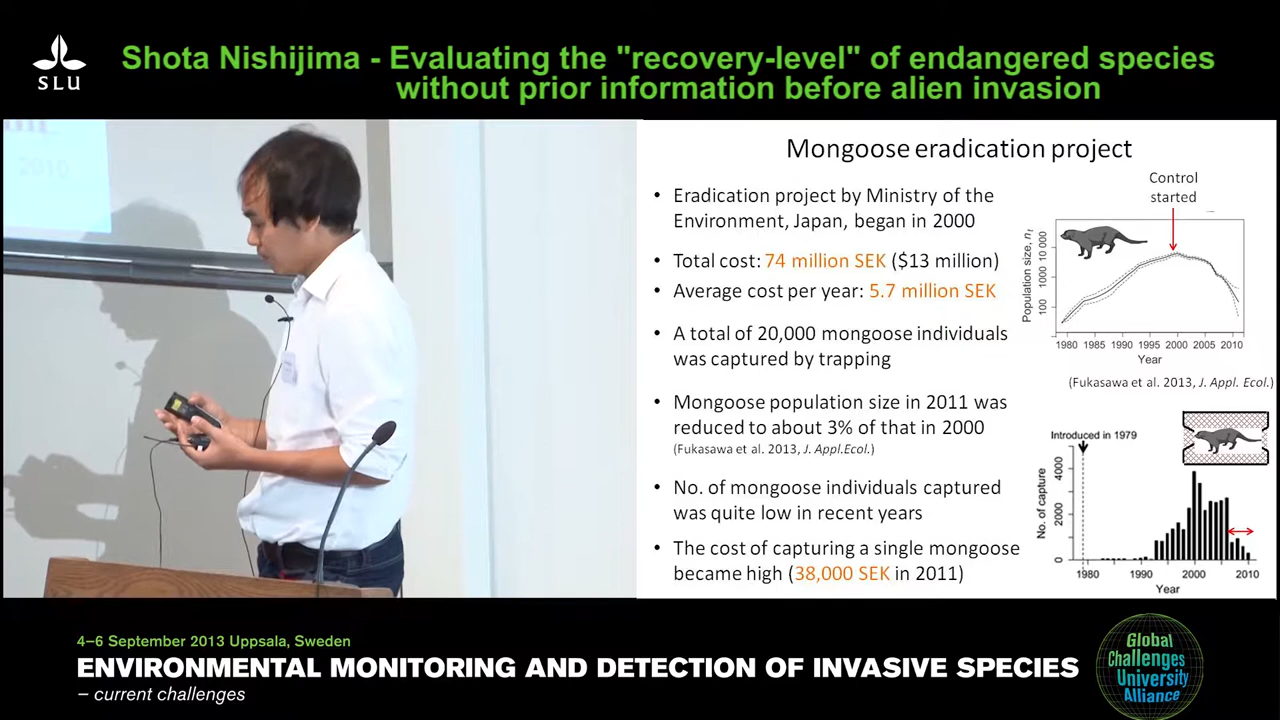 SLU
Shota Nishijima - Evaluating the "recovery-level" of endangered species
without prior information before alien invasion
2010
Mongoose eradication project
• Eradication project by Ministry of the
Environment, Japan, began in 2000
• Total cost: 74 million SEK ($13 million)
• Average cost per year: 5.7 million SEK
• A total of 20,000 mongoose individuals
was captured by trapping
• Mongoose population size in 2011 was
reduced to about 3% of that in 2000
(Fukasawa et al. 2013, J. Appl.Ecol.)
• No. of mongoose individuals captured
was quite low in recent years
• The cost of capturing a single mongoose
became high (38,000 SEK in 2011)
Control
started
Population size, nt
10 000
1000
100
1980 1985 1990 1995 2000 2005 2010
Year
(Fukasawa et al. 2013, J. Appl. Ecol.)
Introduced in 1979
No. of capture
4000
2000
0
1980 1990 2000 2010
Year
4–6 September 2013 Uppsala, Sweden
ENVIRONMENTAL MONITORING AND DETECTION OF INVASIVE SPECIES
– current challenges
Global
Challenges
University
Alliance